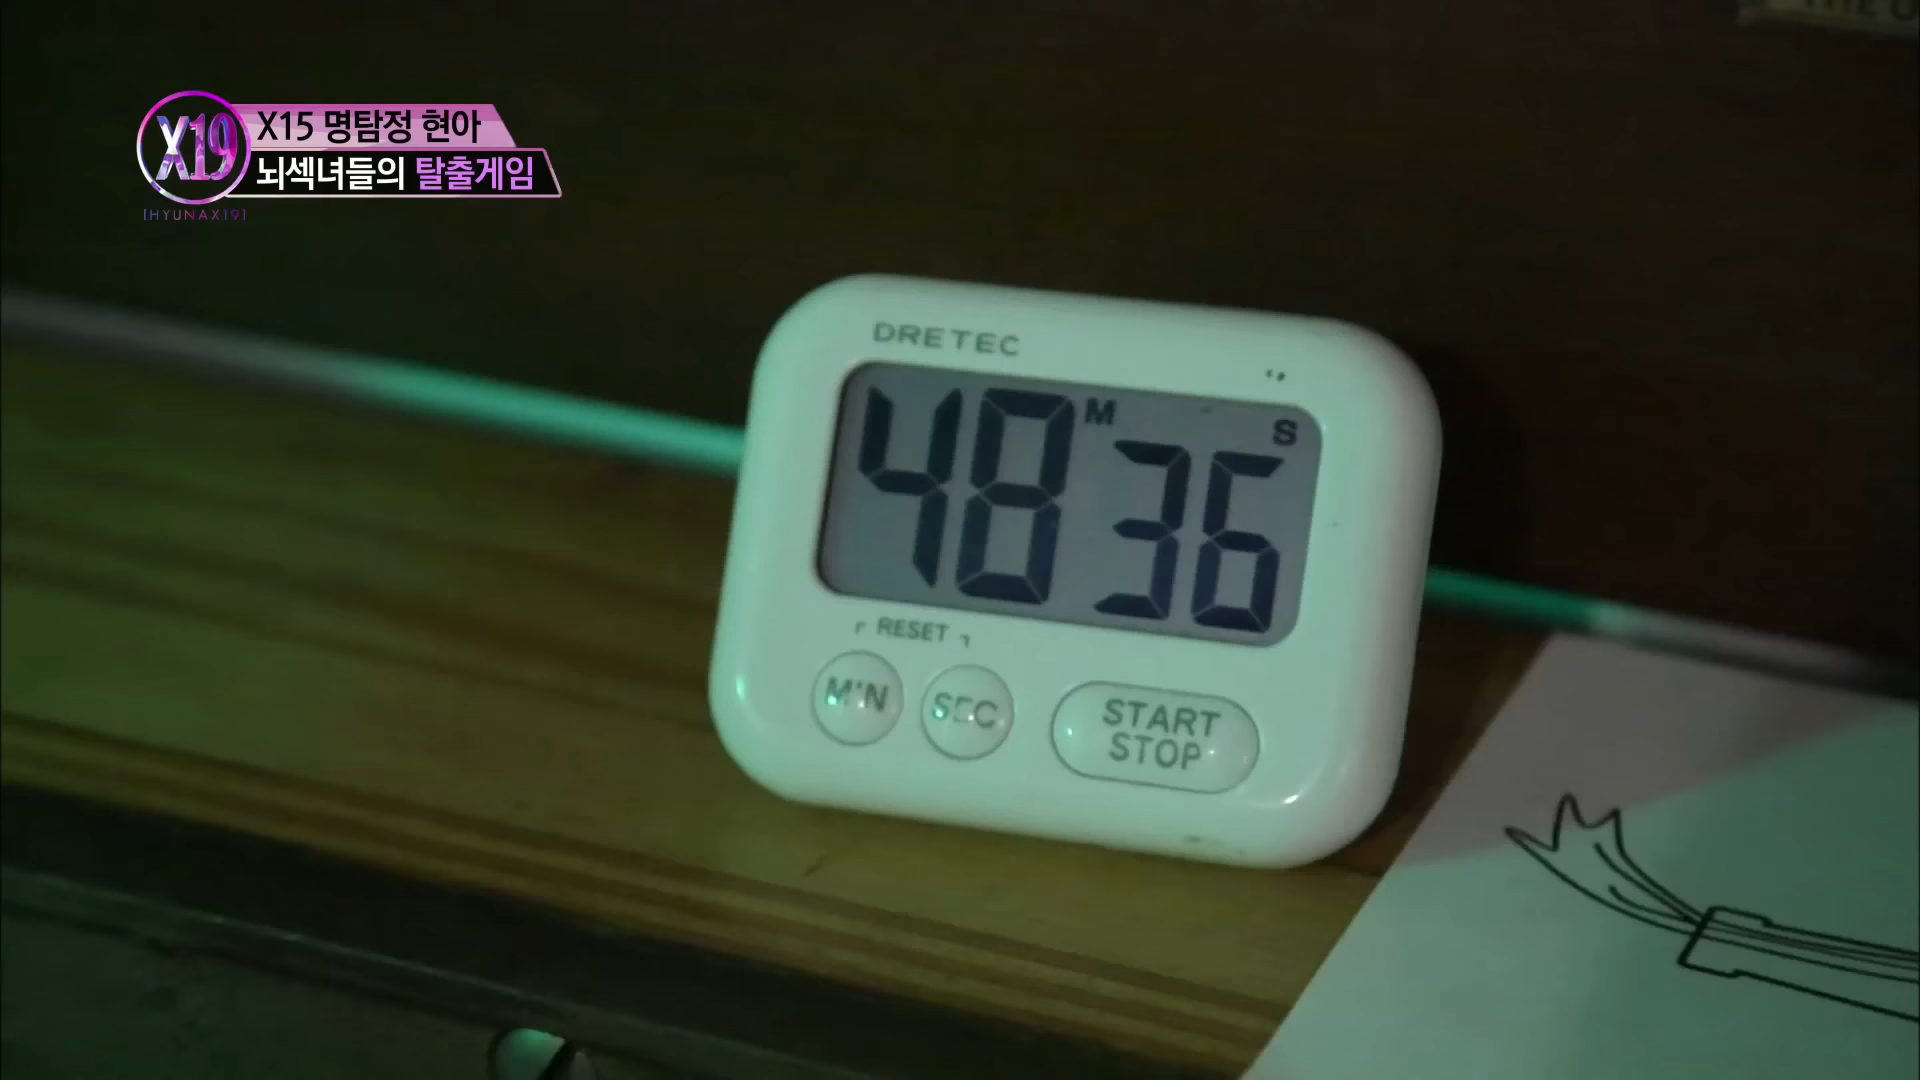 X19
[HYUNAX19]
X15 명탐정 현아
뇌섹녀들의 탈출게임
DRETEC
M S
48 36
RESET
MIN SEC
START
STOP